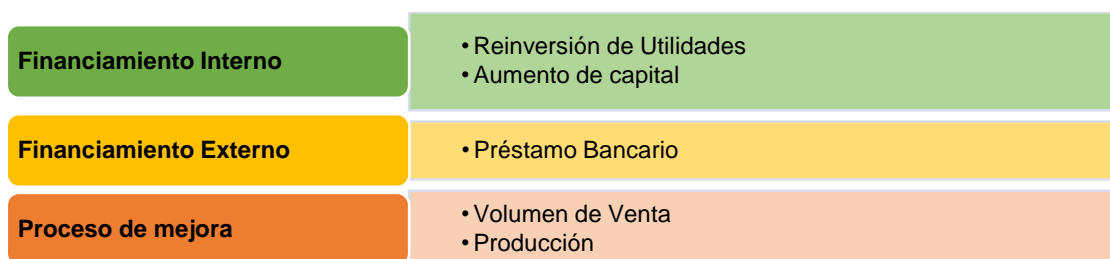 Financiamiento Interno
• Reinversión de Utilidades
• Aumento de capital
Financiamiento Externo
• Préstamo Bancario
Proceso de mejora
• Volumen de Venta
• Producción